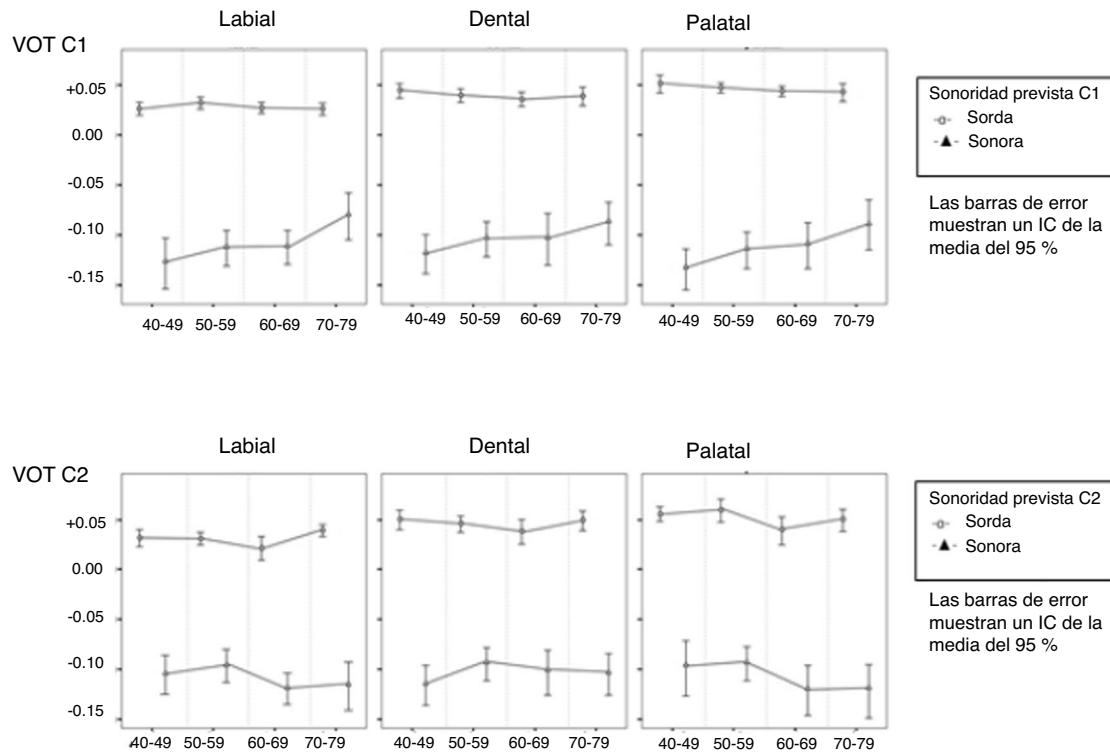 Labial
Dental
Palatal
VOT C1
+0.05
0.00
-0.05
-0.10
-0.15
40-49 50-59 60-69 70-79
40-49 50-59 60-69 70-79
40-49 50-59 60-69 70-79
Sonoridad prevista C1
Sorda
Sonora
Las barras de error
muestran un IC de la
media del 95 %
Labial
Dental
Palatal
VOT C2
+0.05
0.00
-0.05
-0.10
-0.15
40-49 50-59 60-69 70-79
40-49 50-59 60-69 70-79
40-49 50-59 60-69 70-79
Sonoridad prevista C2
Sorda
Sonora
Las barras de error
muestran un IC de la
media del 95 %